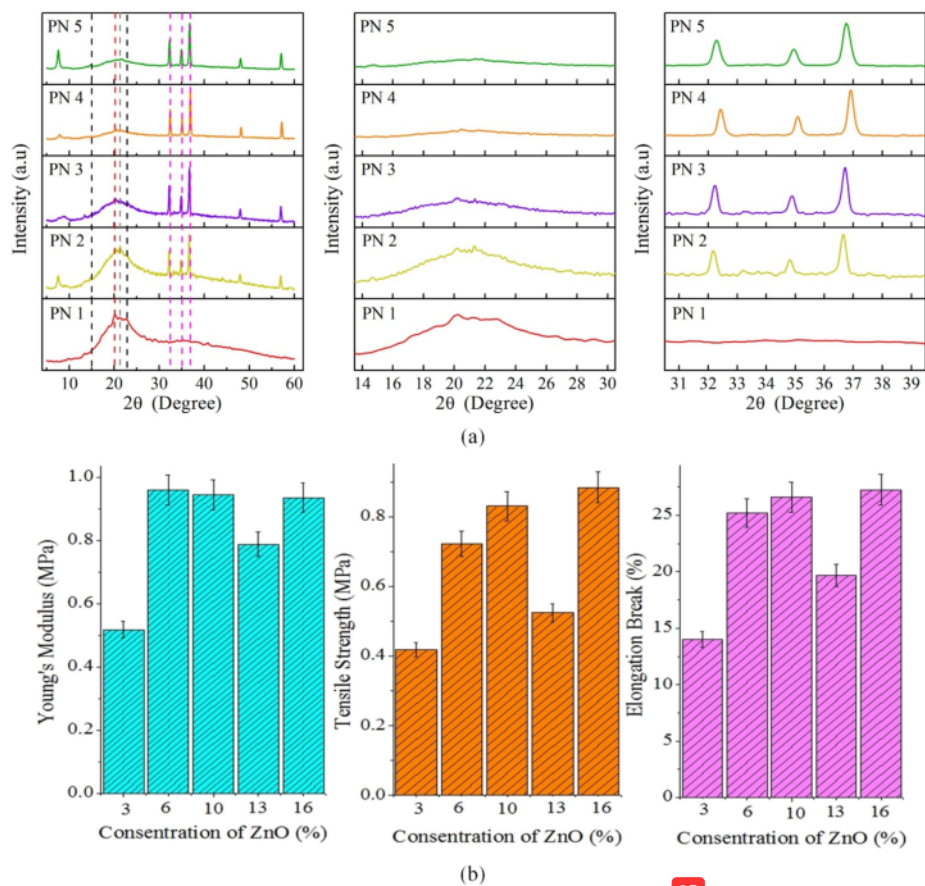 PN 5
PN 4
PN 3
PN 2
PN 1
Intensity (a.u)
10 20 30 40 50 60
2θ (Degree)
PN 5
PN 4
PN 3
PN 2
PN 1
Intensity (a.u)
14 16 18 20 22 24 26 28 30
2θ (Degree)
PN 5
PN 4
PN 3
PN 2
PN 1
Intensity (a.u)
31 32 33 34 35 36 37 38 39
2θ (Degree)
(a)
Young's Modulus (MPa)
1.0
0.8
0.6
0.4
0.2
0.0
3 6 10 13 16
Consentration of ZnO (%)
Tensile Strength (MPa)
0.8
0.6
0.4
0.2
0.0
3 6 10 13 16
Consentration of ZnO (%)
Elongation Break (%)
25
20
15
10
5
0
3 6 10 13 16
Consentration of ZnO (%)
(b)